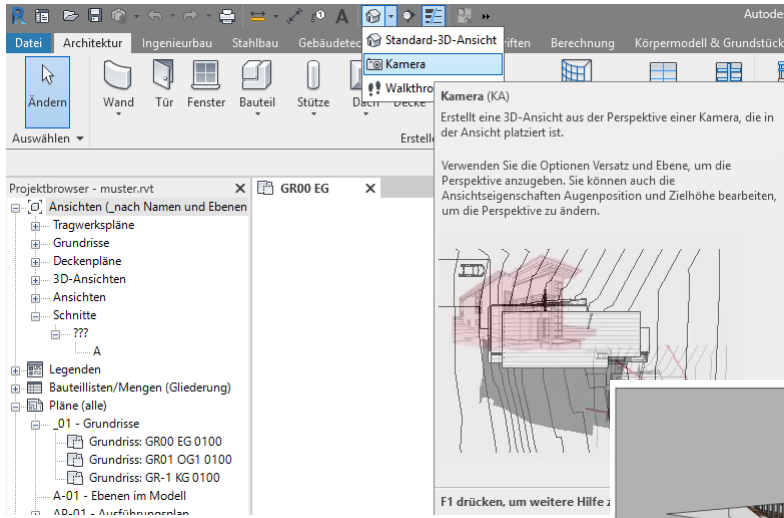 Autodes
Datei Architektur Ingenieurbau Stahlbau Gebäudetec Berechnung Körpermodell & Grundstück
Standard-3D-Ansicht
Kamera
Walkthro
Ändern
Wand Tür Fenster Bauteil Stütze Dach Decke
Auswählen Erstelle
Kamera (KA)
Erstellt eine 3D-Ansicht aus der Perspektive einer Kamera, die in
der Ansicht platziert ist.
Verwenden Sie die Optionen Versatz und Ebene, um die
Perspektive anzugeben. Sie können auch die
Ansichtseigenschaften Augenposition und Zielhöhe bearbeiten,
um die Perspektive zu ändern.
F1 drücken, um weitere Hilfe z
Projektbrowser - muster.rvt
GR00 EG
Ansichten (_nach Namen und Ebenen
Tragwerkspläne
Grundrisse
Deckenpläne
3D-Ansichten
Ansichten
Schnitte
???
A
Legenden
Bauteillisten/Mengen (Gliederung)
Pläne (alle)
_01 - Grundrisse
Grundriss: GR00 EG 0100
Grundriss: GR01 OG1 0100
Grundriss: GR-1 KG 0100
A-01 - Ebenen im Modell
AP-01 - Ausführungsplan